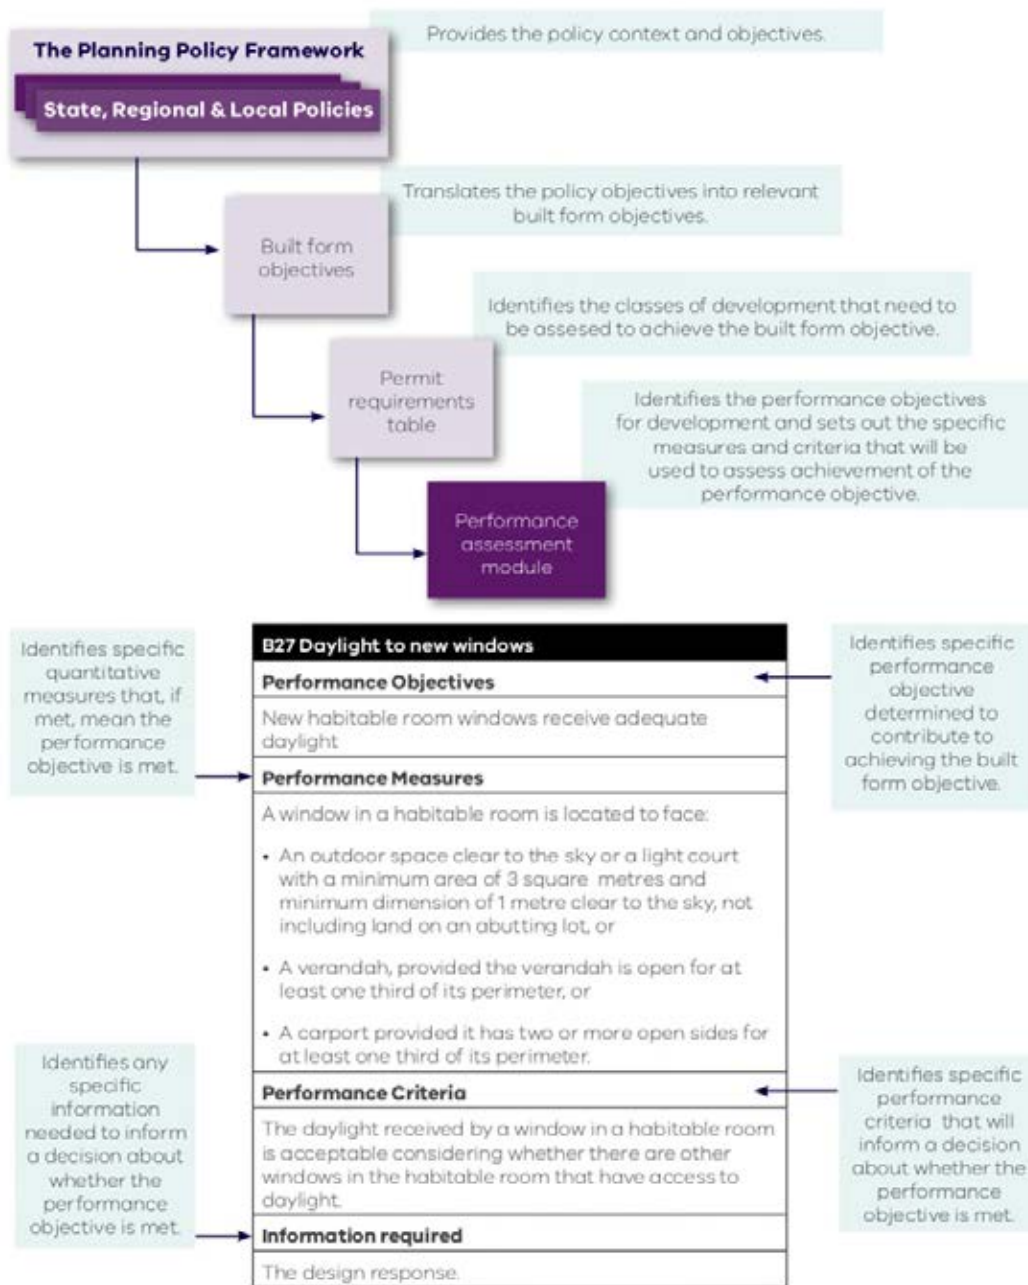 The Planning Policy Framework
State, Regional & Local Policies
Provides the policy context and objectives.
Translates the policy objectives into relevant
built form objectives.
Built form
objectives
Identifies the classes of development that need to
be assesed to achieve the built form objective.
Permit
requirements
table
Identifies the performance objectives
for development and sets out the specific
measures and criteria that will be
used to assess achievement of the
performance objective.
Performance
assessment
module
Identifies specific
quantitative
measures that, if
met, mean the
performance
objective is met.
B27 Daylight to new windows
Performance Objectives
New habitable room windows receive adequate
daylight
Performance Measures
A window in a habitable room is located to face:
• An outdoor space clear to the sky or a light court
with a minimum area of 3 square metres and
minimum dimension of 1 metre clear to the sky, not
including land on an abutting lot, or
• A verandah, provided the verandah is open for at
least one third of its perimeter, or
• A carport provided it has two or more open sides for
at least one third of its perimeter.
Performance Criteria
The daylight received by a window in a habitable room
is acceptable considering whether there are other
windows in the habitable room that have access to
daylight.
Information required
The design response.
Identifies specific
performance
objective
determined to
contribute to
achieving the built
form objective.
Identifies any
specific
information
needed to inform
a decision about
whether the
performance
objective is met.
Identifies specific
performance
criteria that will
inform a decision
about whether the
performance
objective is met.